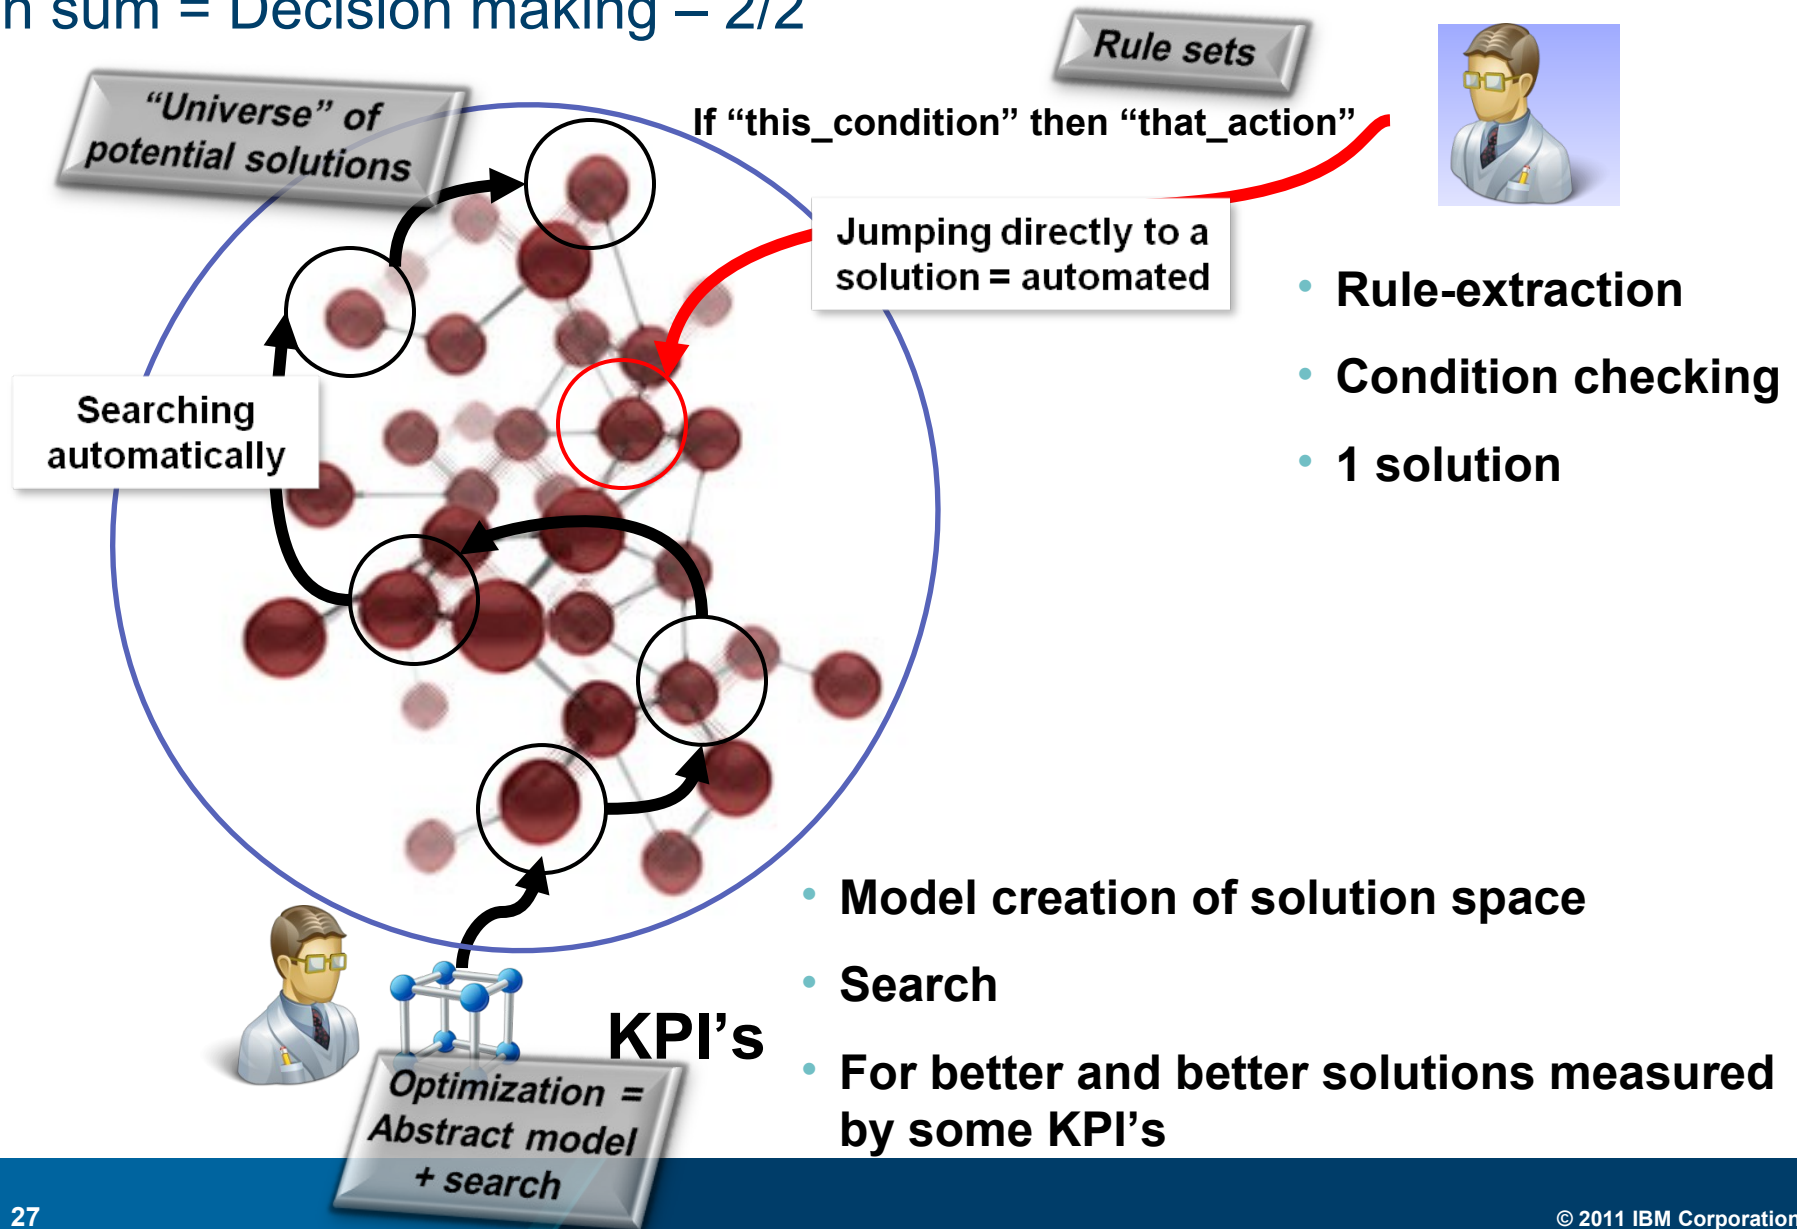 n sum = Decision making – 2/2
Rule sets
“Universe” of
potential solutions
If “this_condition” then “that_action”
Jumping directly to a
solution = automated
• Rule-extraction
• Condition checking
• 1 solution
Searching
automatically
• Model creation of solution space
• Search
• For better and better solutions measured
by some KPI’s
KPI’s
Optimization =
Abstract model
+ search
27
© 2011 IBM Corporation